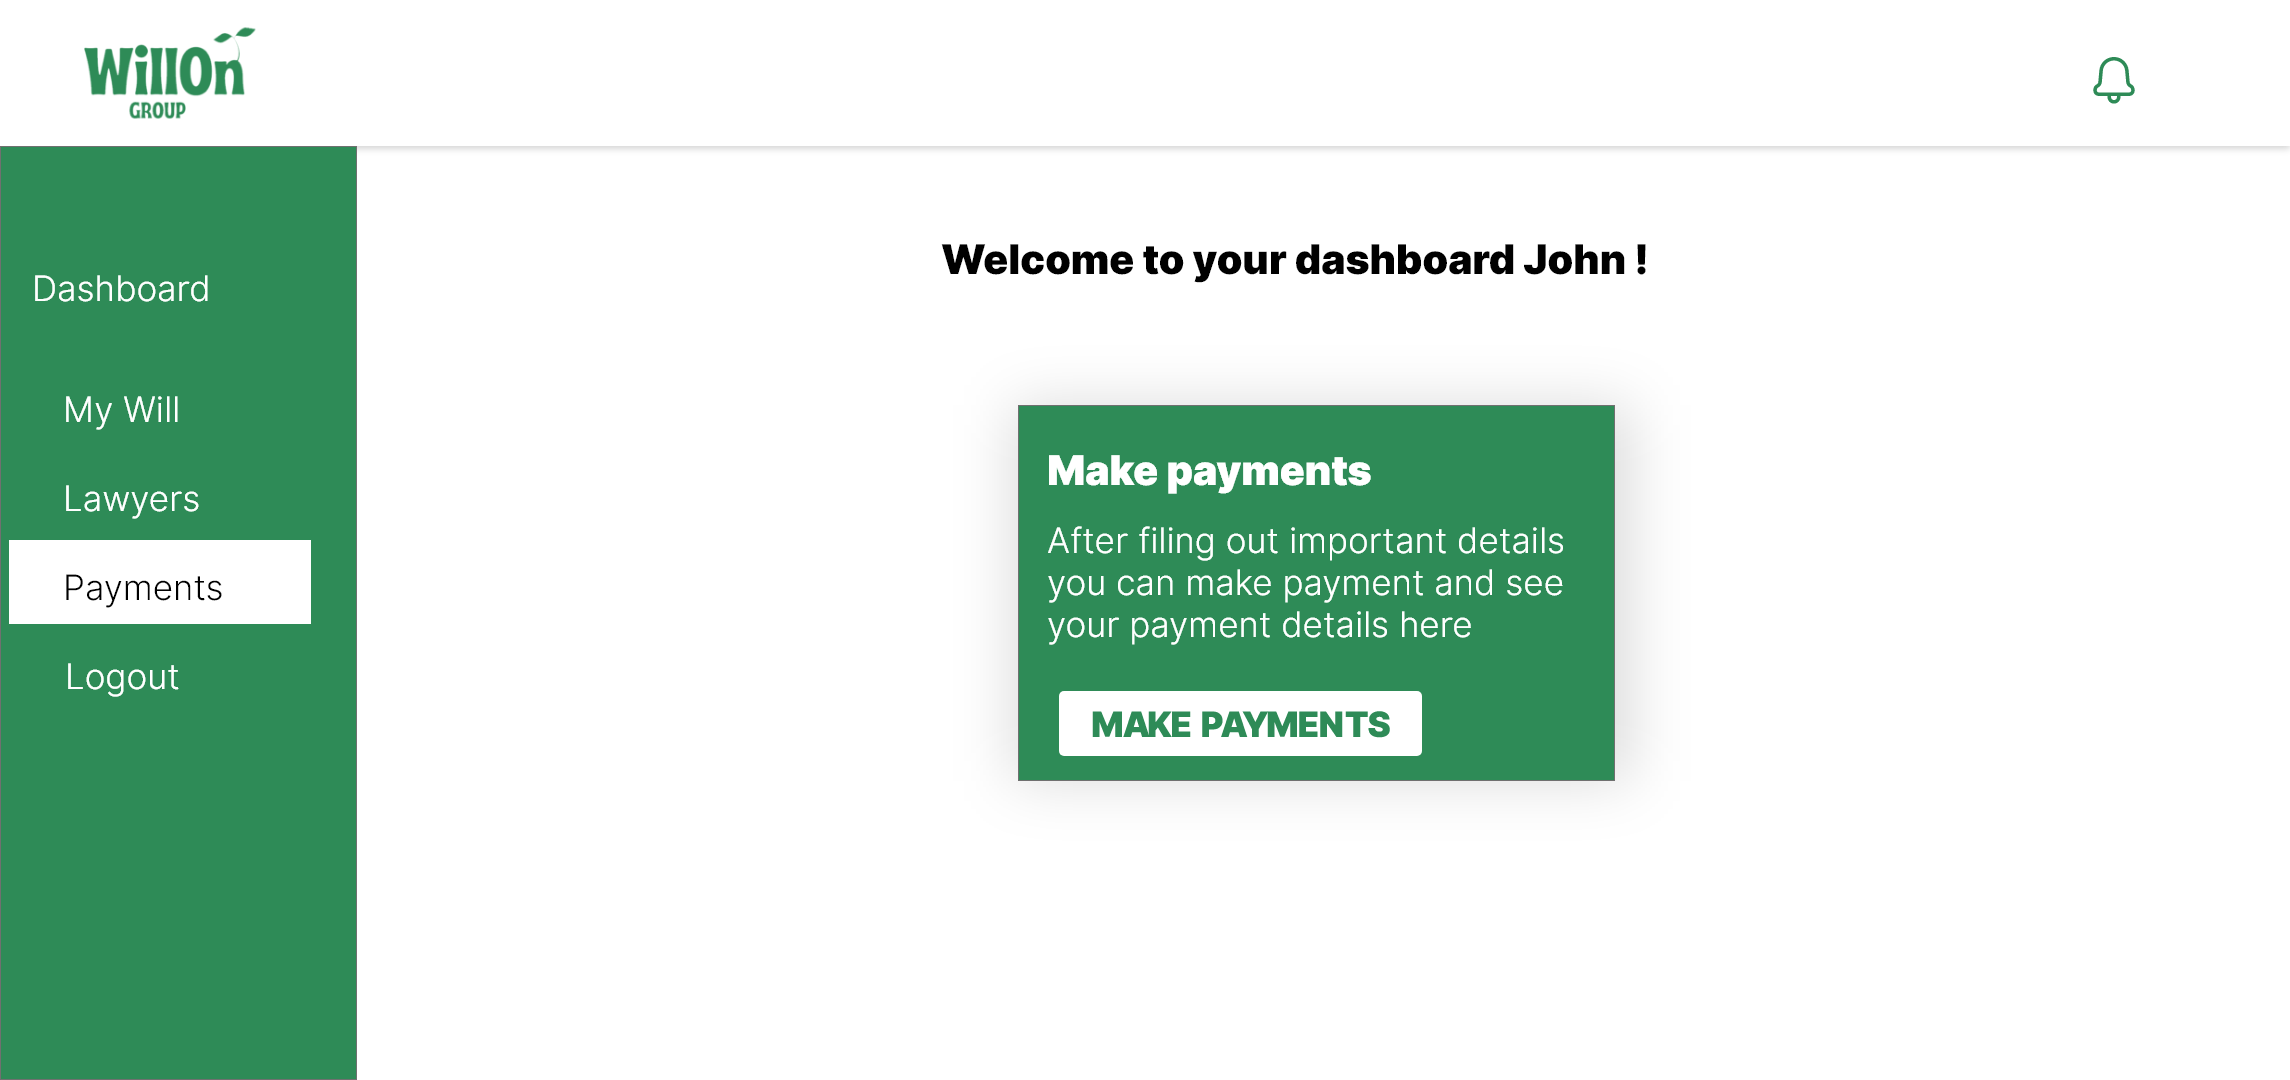 WillOn
GROUP
Dashboard
My Will
Lawyers
Payments
Logout
Welcome to your dashboard John !
Make payments
After filing out important details
you can make payment and see
your payment details here
MAKE PAYMENTS